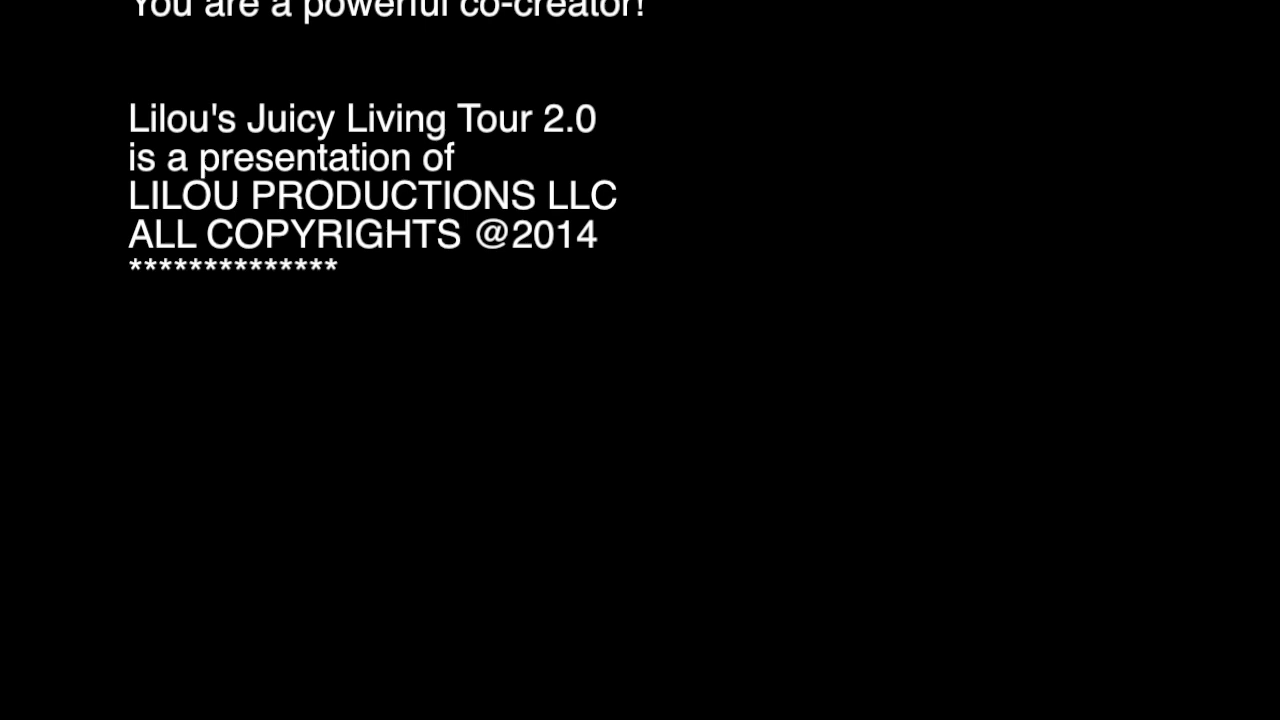 You are a powerful co-creator!
Lilou's Juicy Living Tour 2.0
is a presentation of
LILOU PRODUCTIONS LLC
ALL COPYRIGHTS @2014
**************